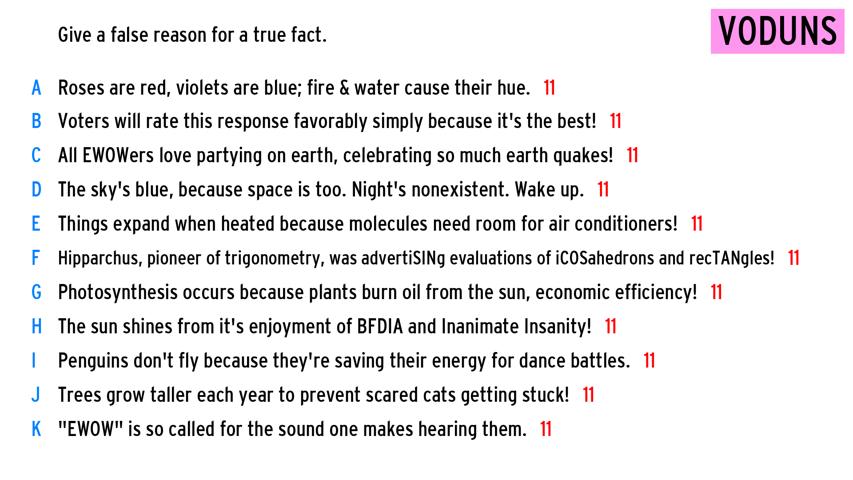 Give a false reason for a true fact.
VODUNS
A Roses are red, violets are blue; fire & water cause their hue. 11
B Voters will rate this response favorably simply because it's the best! 11
C All EWOWers love partying on earth, celebrating so much earth quakes! 11
D The sky's blue, because space is too. Night's nonexistent. Wake up. 11
E Things expand when heated because molecules need room for air conditioners! 11
F Hipparchus, pioneer of trigonometry, was advertiSINg evaluations of iCOSahedrons and recTANgles! 11
G Photosynthesis occurs because plants burn oil from the sun, economic efficiency! 11
H The sun shines from it's enjoyment of BFDIA and Inanimate Insanity! 11
I Penguins don't fly because they're saving their energy for dance battles. 11
J Trees grow taller each year to prevent scared cats getting stuck! 11
K "EWOW" is so called for the sound one makes hearing them. 11